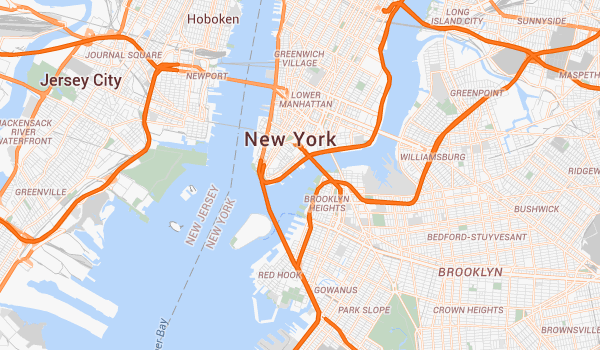 Hoboken
LONG
ISLAND CITY
SUNNYSIDE
JOURNAL SQUARE
GREENWICH
VILLAGE
Jersey City
NEWPORT
MASPETH
LOWER
MANHATTAN
GREENPOINT
HACKENSACK
RIVER
WATERFRONT
New York
WILLIAMSBURG
RIDGEW
GREENVILLE
NEW JERSEY
NEW YORK
BROOKLYN
HEIGHTS
BUSHWICK
BEDFORD-STUYVESANT
RED HOOK
BROOKLYN
GOWANUS
PARK SLOPE
CROWN HEIGHTS
BROWNSVILLE
er-Bay